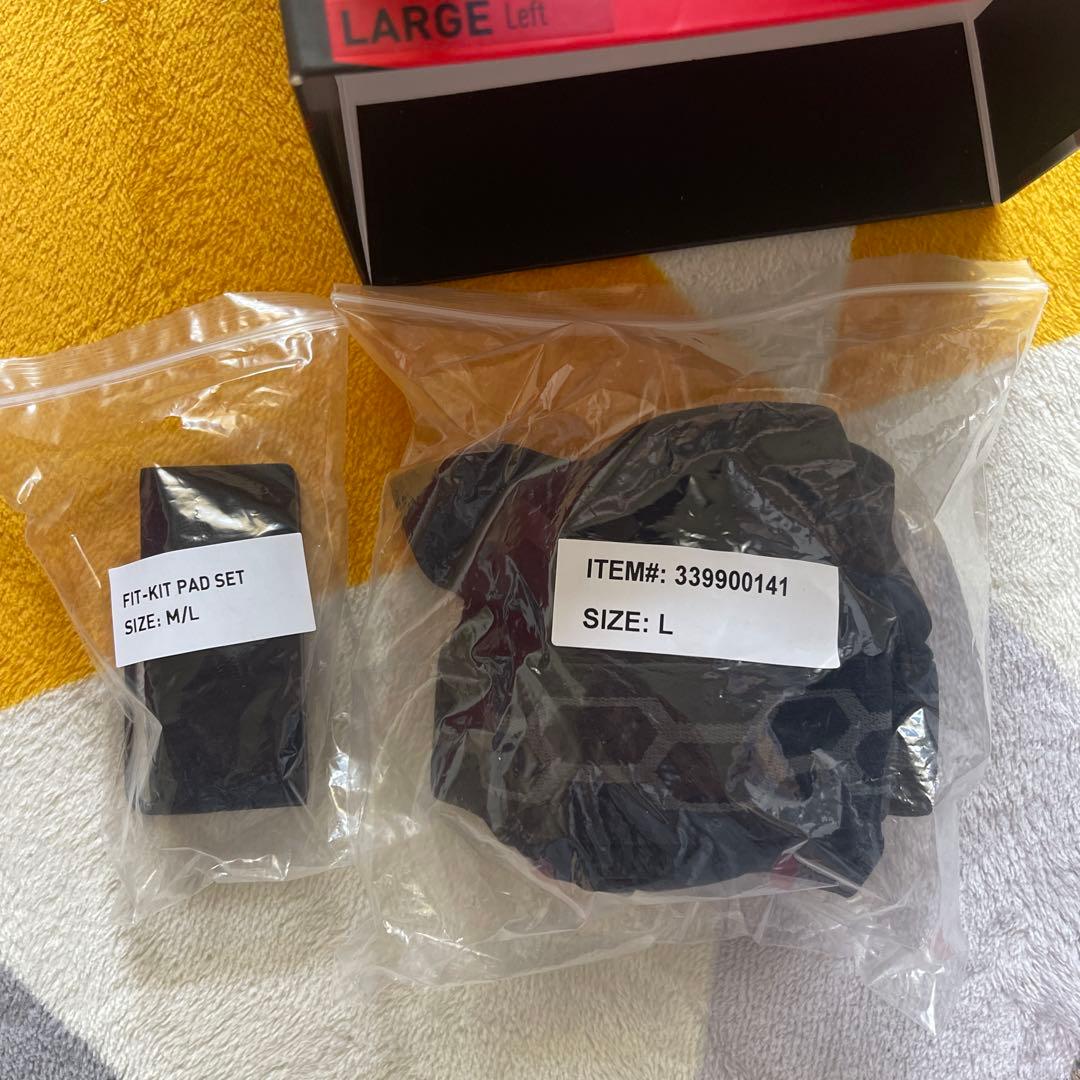 LARGE Left
FIT-KIT PAD SET
SIZE: M/L
ITEM#: 339900141
SIZE: L